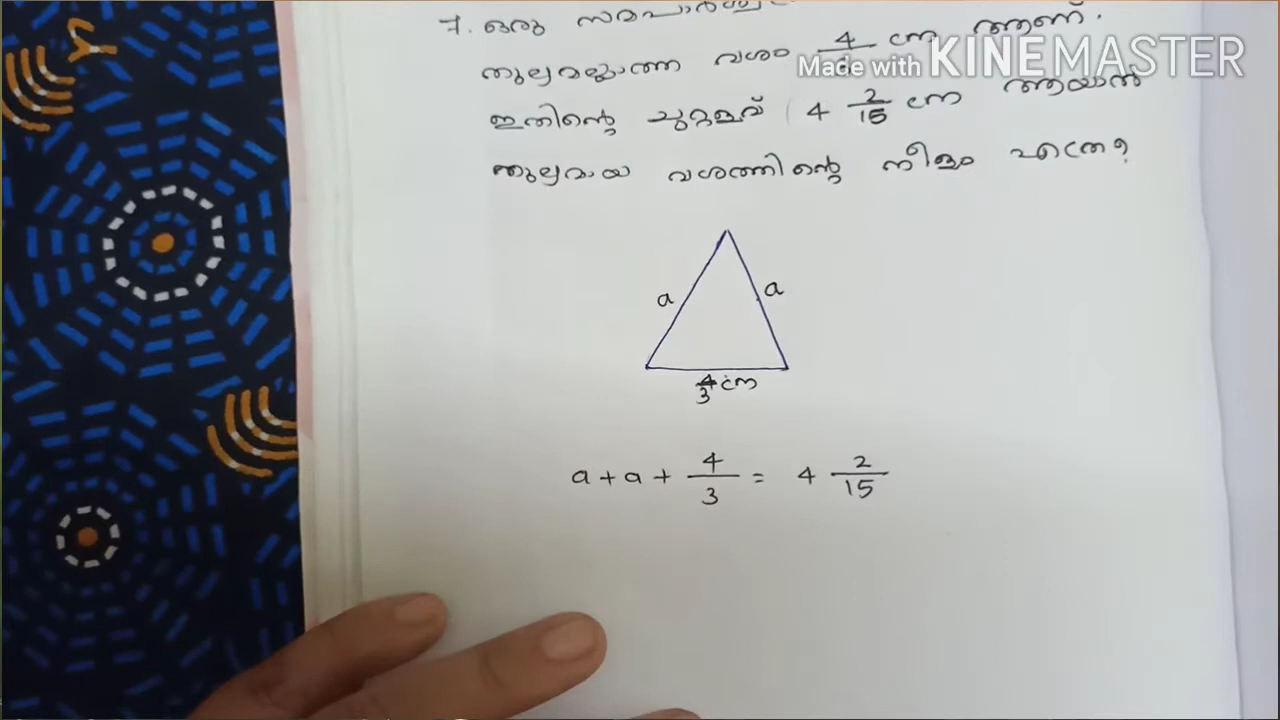 7. ഒരു സമപാർശ്വ
തുല്യമല്ലാത്ത വശം 4/3 cm ആണ്.
Made with KINEMASTER
ഇതിന്റെ ചുറ്റളവ് 4 2/15 cm ആയാൽ
തുല്യമായ വശത്തിന്റെ നീളം എത്ര?
a a
4/3 cm
a + a + 4/3 = 4 2/15